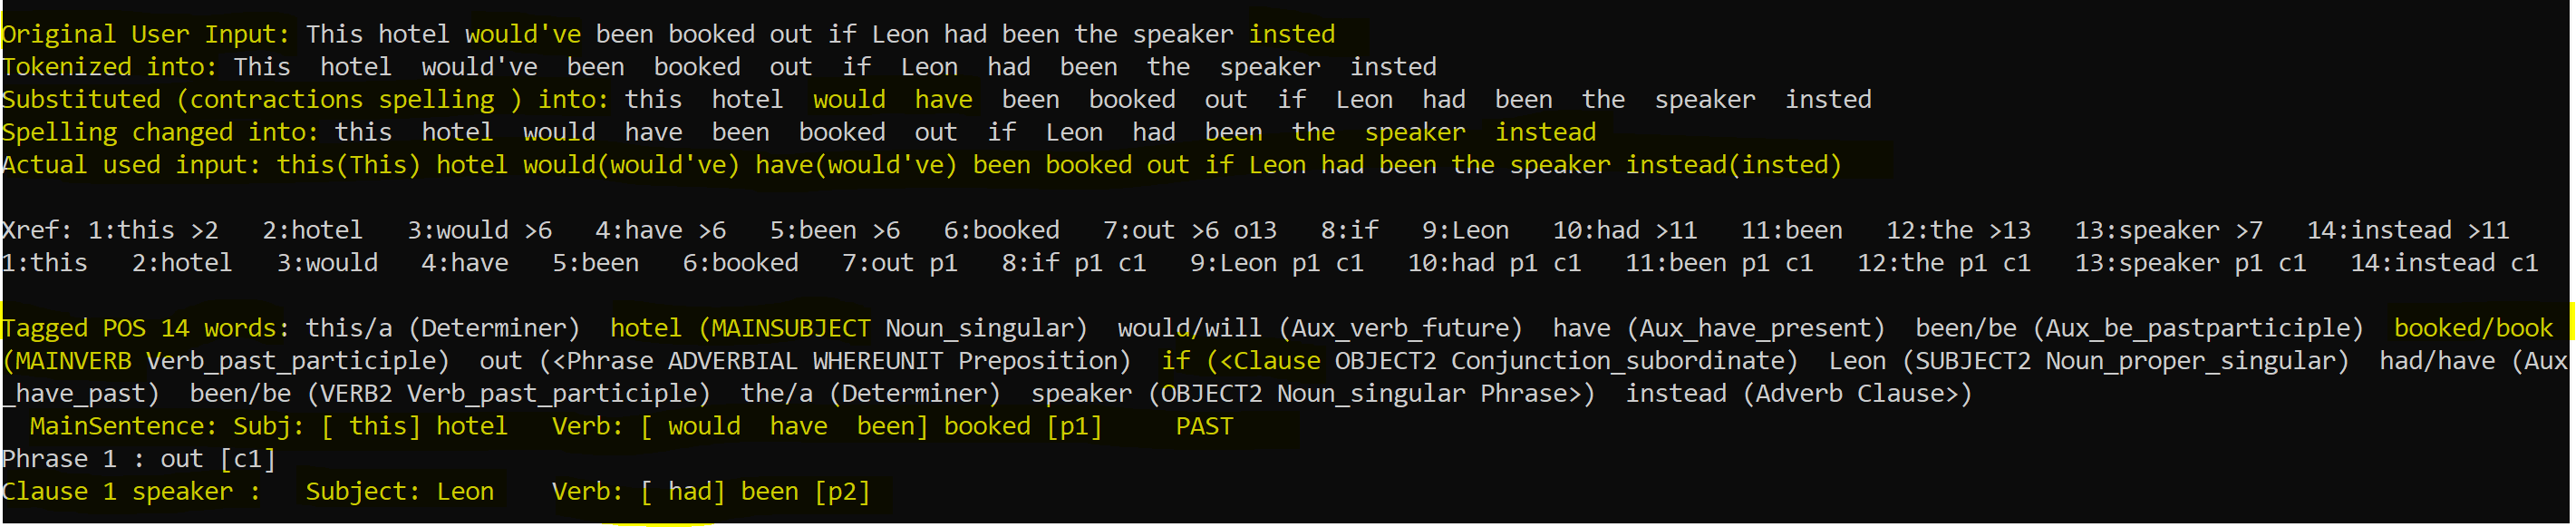 Original User Input: This hotel would've been booked out if Leon had been the speaker insted
Tokenized into: This  hotel  would've  been  booked  out  if  Leon  had  been  the  speaker  insted
Substituted (contractions spelling ) into: this  hotel  would  have  been  booked  out  if  Leon  had  been  the  speaker  insted
Spelling changed into: this  hotel  would  have  been  booked  out  if  Leon  had  been  the  speaker  instead
Actual used input: this(This) hotel would(would've) have(would've) been booked out if Leon had been the speaker instead(insted)
Xref: 1:this >2   2:hotel   3:would >6   4:have >6   5:been >6   6:booked   7:out >6 o13   8:if   9:Leon   10:had >11   11:been   12:the >13   13:speaker >7   14:instead >11
1:this   2:hotel   3:would   4:have   5:been   6:booked   7:out p1   8:if p1 c1   9:Leon p1 c1   10:had p1 c1   11:been p1 c1   12:the p1 c1   13:speaker p1 c1   14:instead c1
Tagged POS 14 words: this/a (Determiner)  hotel (MAINSUBJECT Noun_singular)  would/will (Aux_verb_future)  have (Aux_have_present)  been/be (Aux_be_pastparticiple)  booked/book
(MAINVERB Verb_past_participle)  out (<Phrase ADVERBIAL WHEREUNIT Preposition)  if (<Clause OBJECT2 Conjunction_subordinate)  Leon (SUBJECT2 Noun_proper_singular)  had/have (Aux
_have_past)  been/be (VERB2 Verb_past_participle)  the/a (Determiner)  speaker (OBJECT2 Noun_singular Phrase>)  instead (Adverb Clause>)
MainSentence: Subj: [ this] hotel   Verb: [ would  have  been] booked [p1]     PAST
Phrase 1 : out [c1]
Clause 1 speaker :   Subject: Leon   Verb: [ had] been [p2]